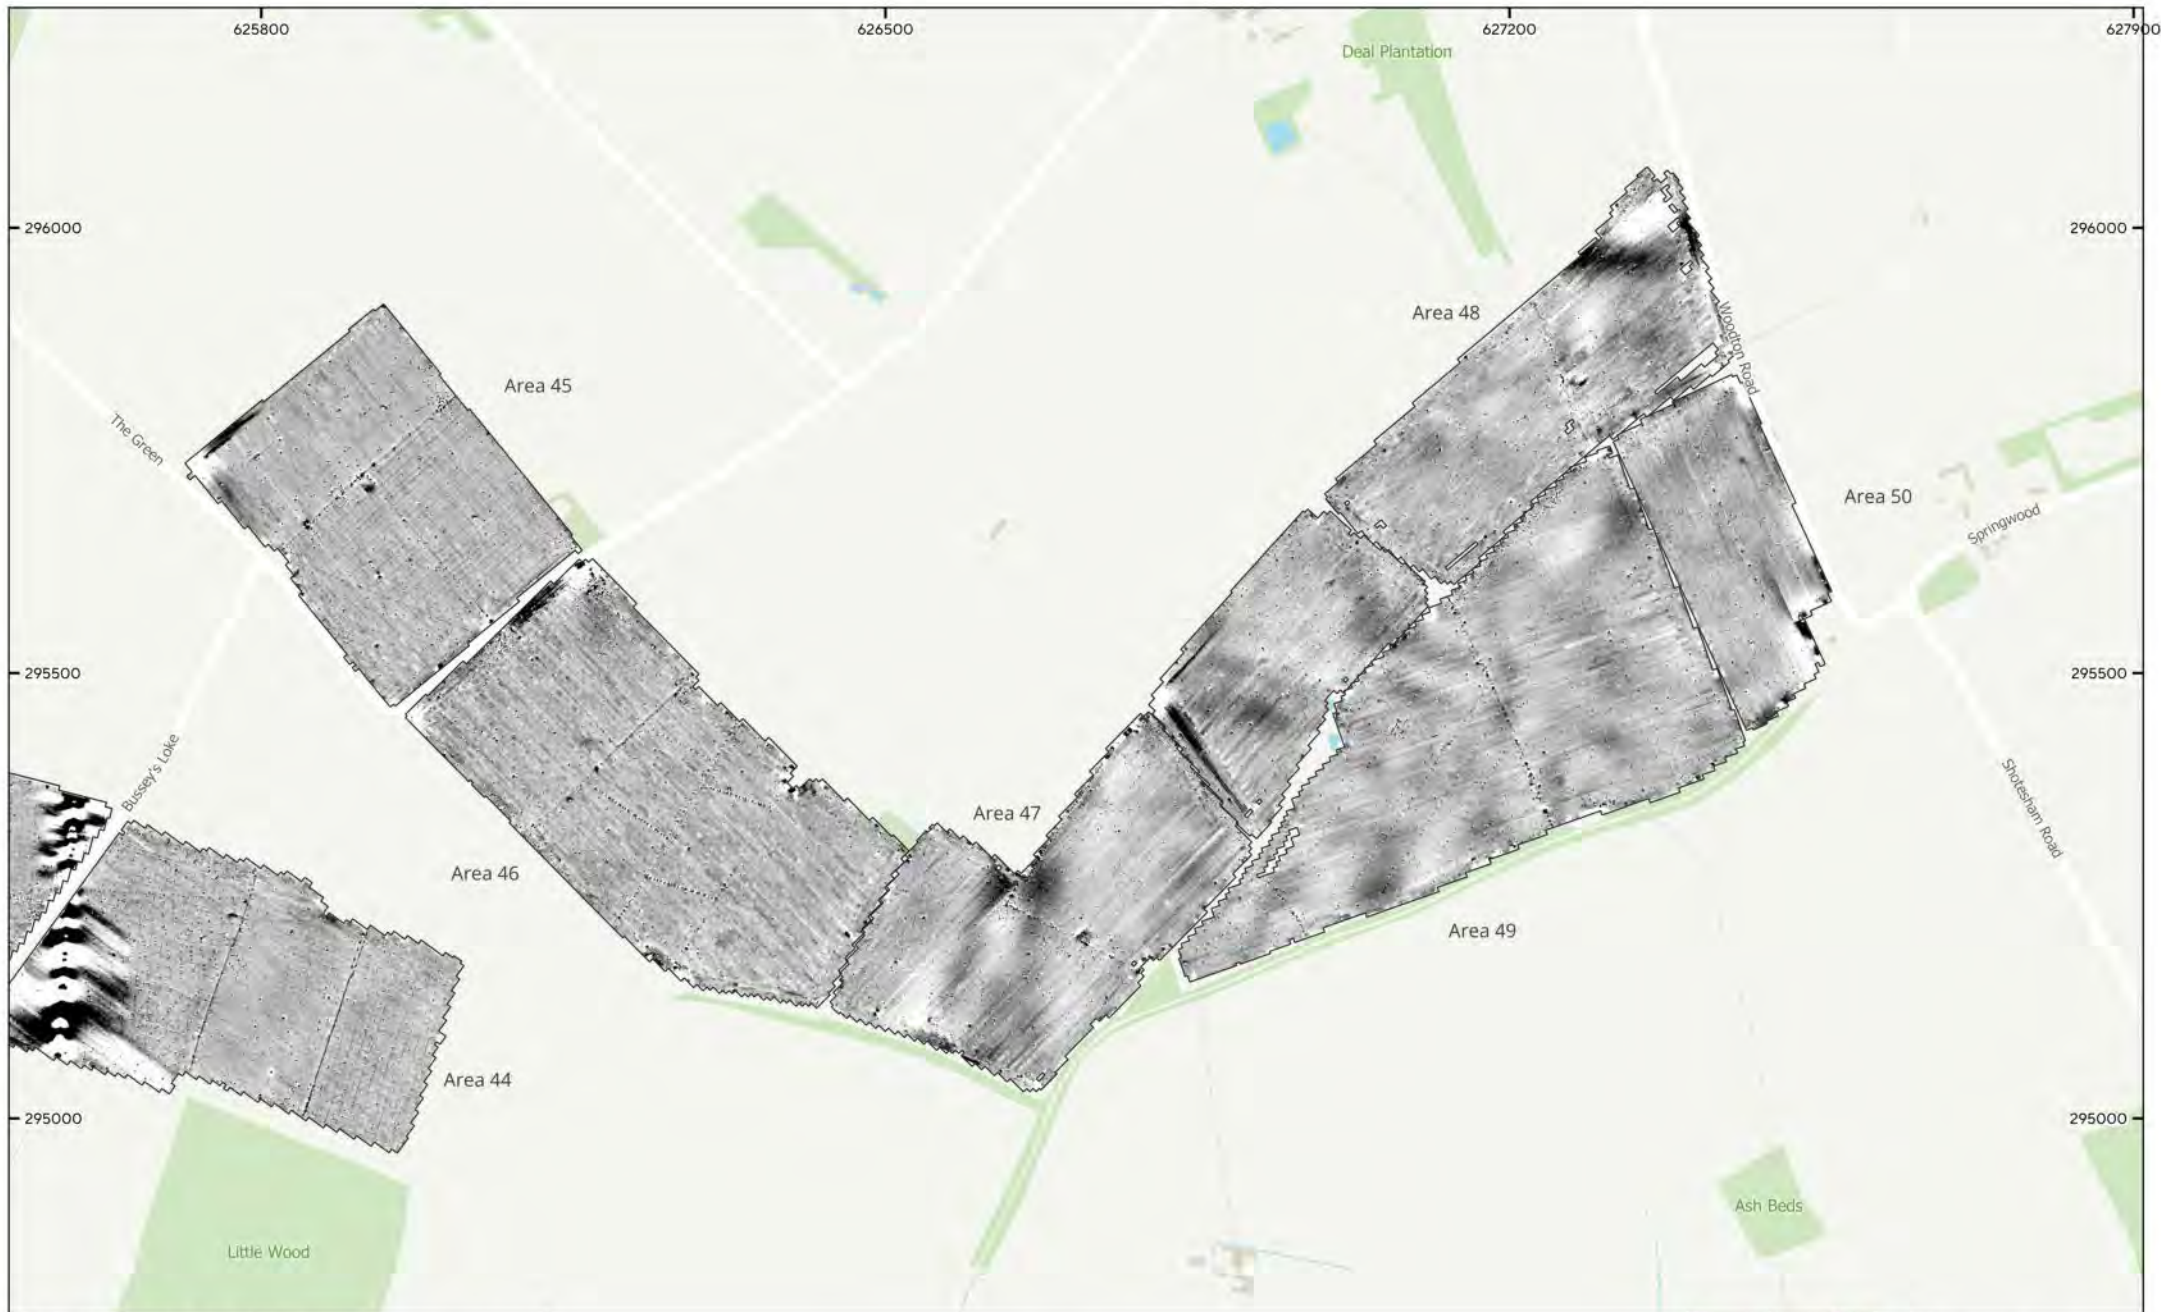 625800
626500
627200
627900
Deal Plantation
296000
296000
Area 48
Woodton Road
Area 45
The Green
Area 50
Springwood
295500
295500
Bussey's Loke
Shotesham Road
Area 47
Area 46
Area 49
Area 44
295000
295000
Ash Beds
Little Wood